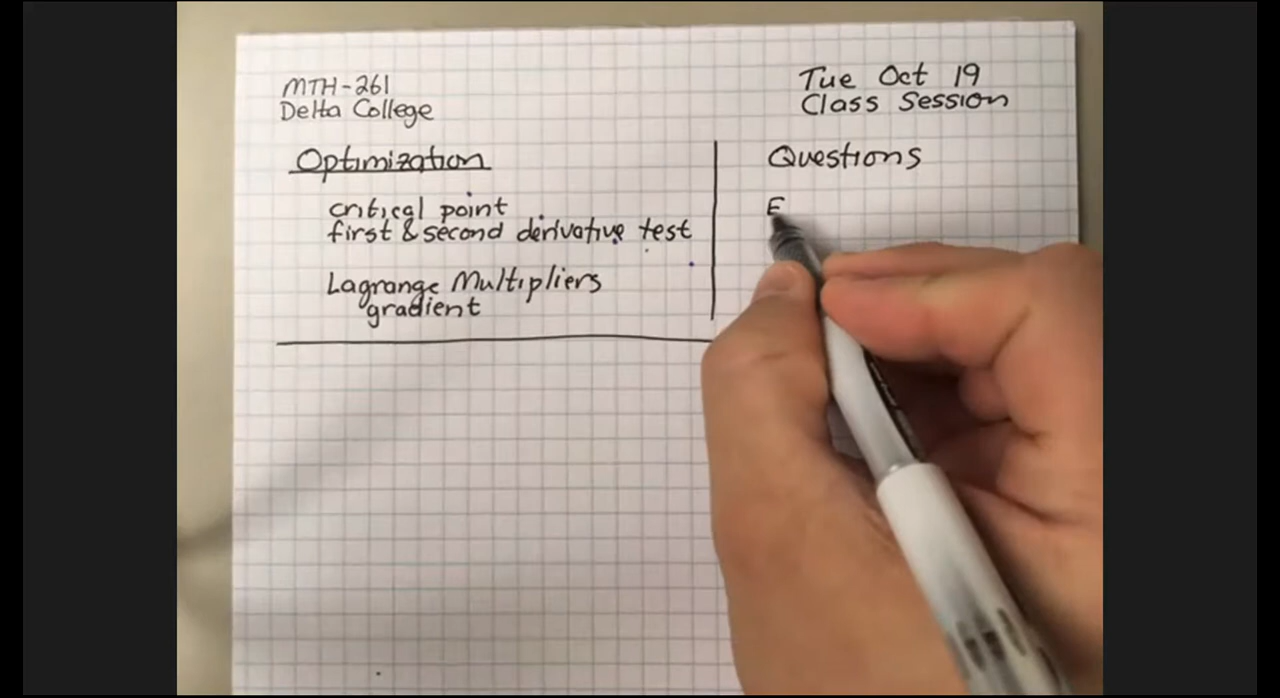 MTH-261
Delta College
Tue Oct 19
Class Session
Optimization
critical point
first & second derivative test
Lagrange Multipliers
gradient
Questions
E